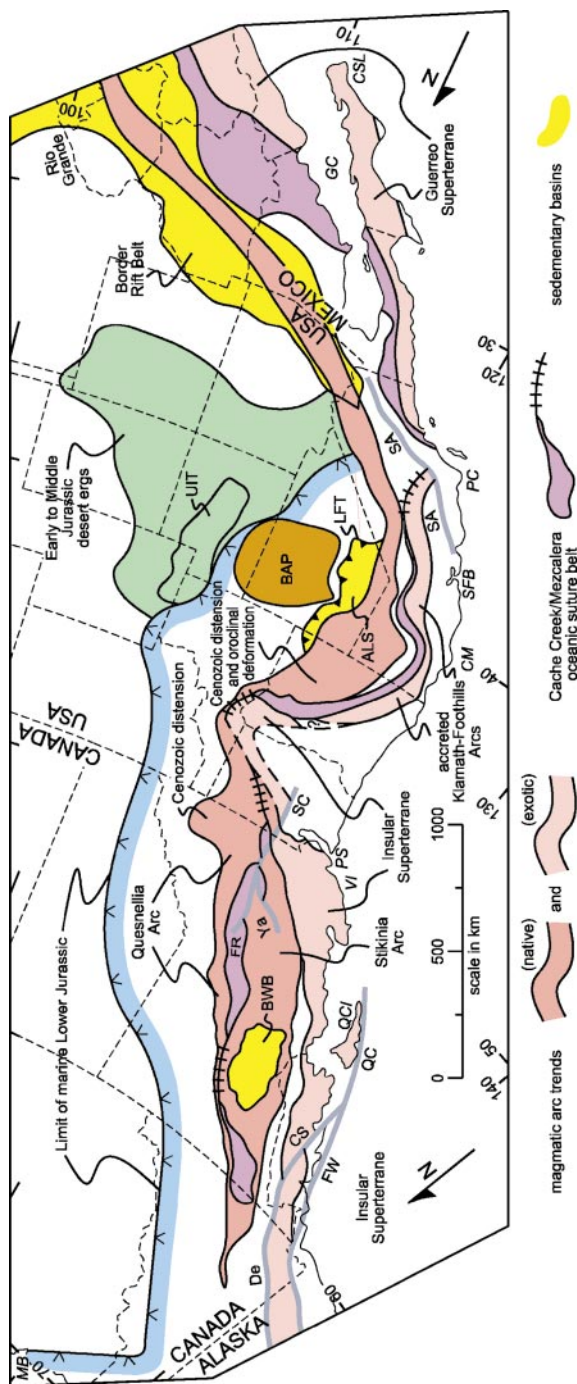 MB
70
CANADA
ALASKA
60
De
Limit of marine Lower Jurassic
CANADA
USA
Quesnellia
Arc
Cenozoic distension
Cenozoic distension
and oroclinal
deformation
Early to Middle
Jurassic
desert ergs
UIT
BAP
LFT
ALS
Border
Rift Belt
Rio
Grande
100
110
USA
MEXICO
GC
CSL
N
Guerreo
Superterrane
30
120
SA
SA
PC
SFB
CM
40
accreted
Klamath-Foothills
Arcs
?
130
Insular
Superterrane
SC
PS
VI
FR
Ya
BWB
Stikinia
Arc
QCI
QC
CS
FW
50
140
Insular
Superterrane
N
0
500
1000
scale in km
magmatic arc trends
(native)
and
(exotic)
Cache Creek/Mezcalera
oceanic suture belt
sedementary basins